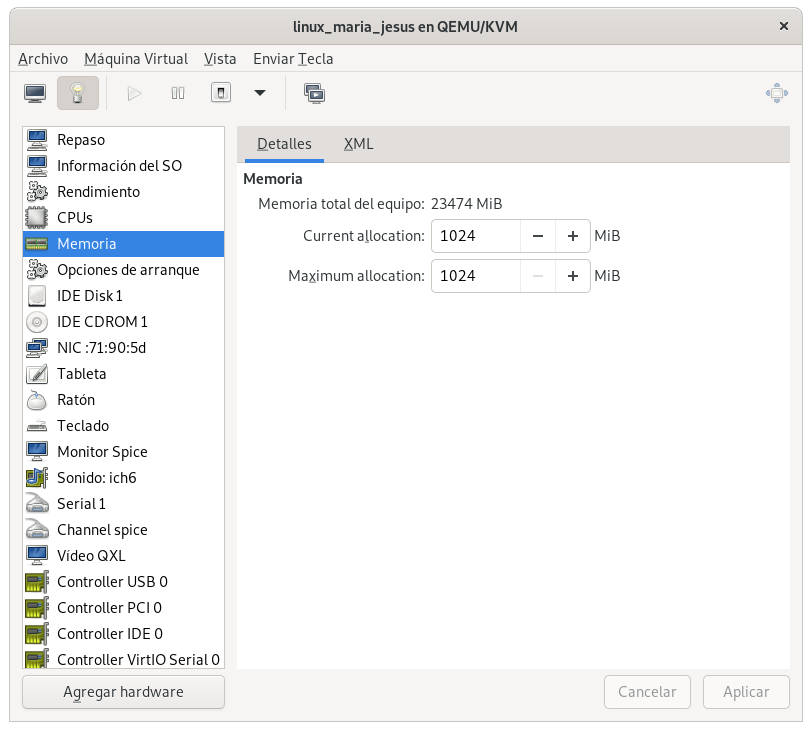 linux_maria_jesus en QEMU/KVM
Archivo Máquina Virtual Vista Enviar Tecla
Repaso
Información del SO
Rendimiento
CPUs
Memoria
Opciones de arranque
IDE Disk 1
IDE CDROM 1
NIC :71:90:5d
Tableta
Ratón
Teclado
Monitor Spice
Sonido: ich6
Serial 1
Channel spice
Vídeo QXL
Controller USB 0
Controller PCI 0
Controller IDE 0
Controller VirtIO Serial 0
Agregar hardware
Detalles XML
Memoria
Memoria total del equipo: 23474 MiB
Current allocation: 1024 MiB
Maximum allocation: 1024 MiB
Cancelar Aplicar